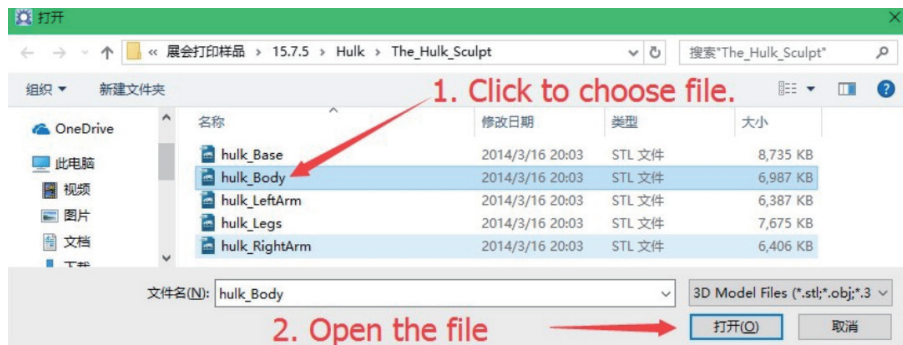 打开
« 展会打印样品 › 15.7.5 › Hulk › The_Hulk_Sculpt
搜索"The_Hulk_Sculpt"
组织 新建文件夹
1. Click to choose file.
OneDrive
此电脑
视频
图片
文档
下载
名称 修改日期 类型 大小
hulk_Base 2014/3/16 20:03 STL 文件 8,735 KB
hulk_Body 2014/3/16 20:03 STL 文件 6,987 KB
hulk_LeftArm 2014/3/16 20:03 STL 文件 6,387 KB
hulk_Legs 2014/3/16 20:03 STL 文件 7,675 KB
hulk_RightArm 2014/3/16 20:03 STL 文件 6,406 KB
文件名(N): hulk_Body 3D Model Files (*.stl;*.obj;*.3
2. Open the file
打开(O) 取消